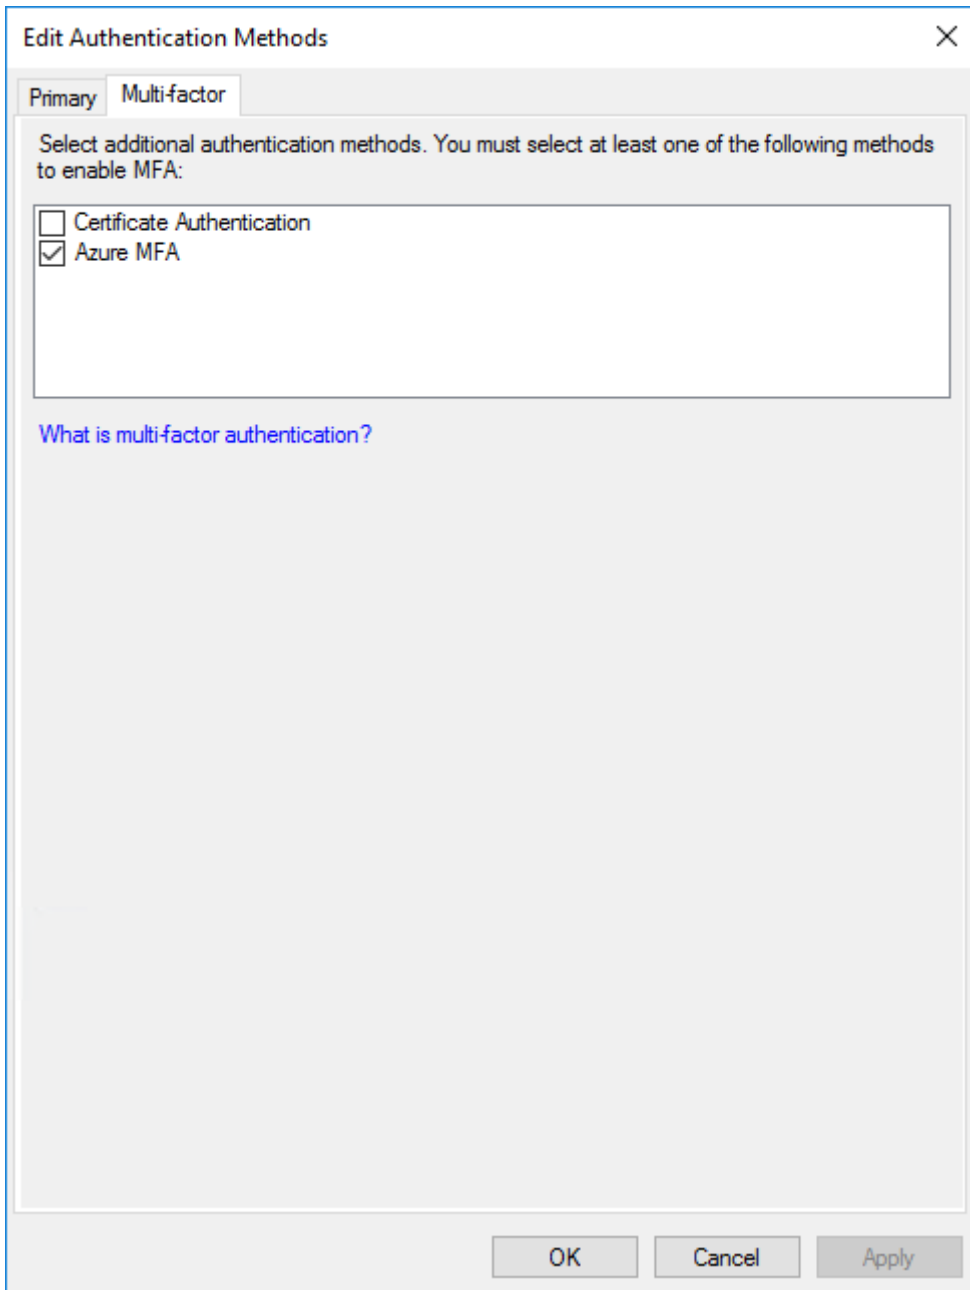 Edit Authentication Methods
Primary
Multi-factor
Select additional authentication methods. You must select at least one of the following methods
to enable MFA:
Certificate Authentication
Azure MFA
What is multi-factor authentication?
OK
Cancel
Apply